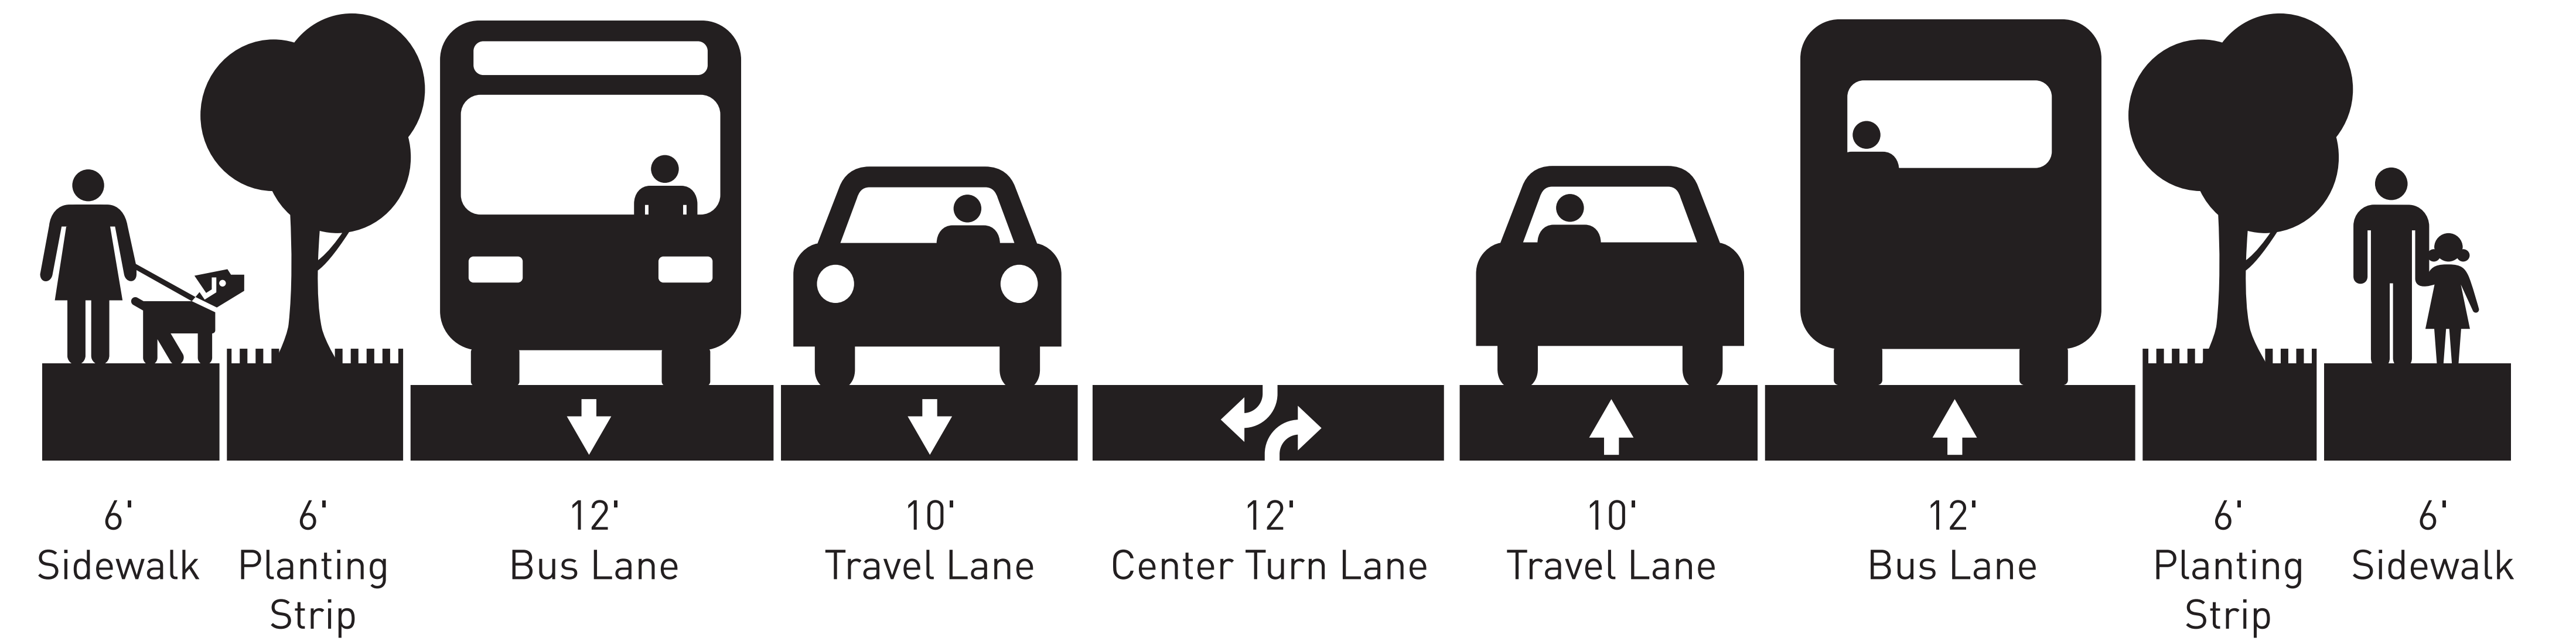 6' 6' 12' 10' 12' 10' 12' 6' 6'
Sidewalk Planting Bus Lane Travel Lane Center Turn Lane Travel Lane Bus Lane Planting Sidewalk
Strip Strip